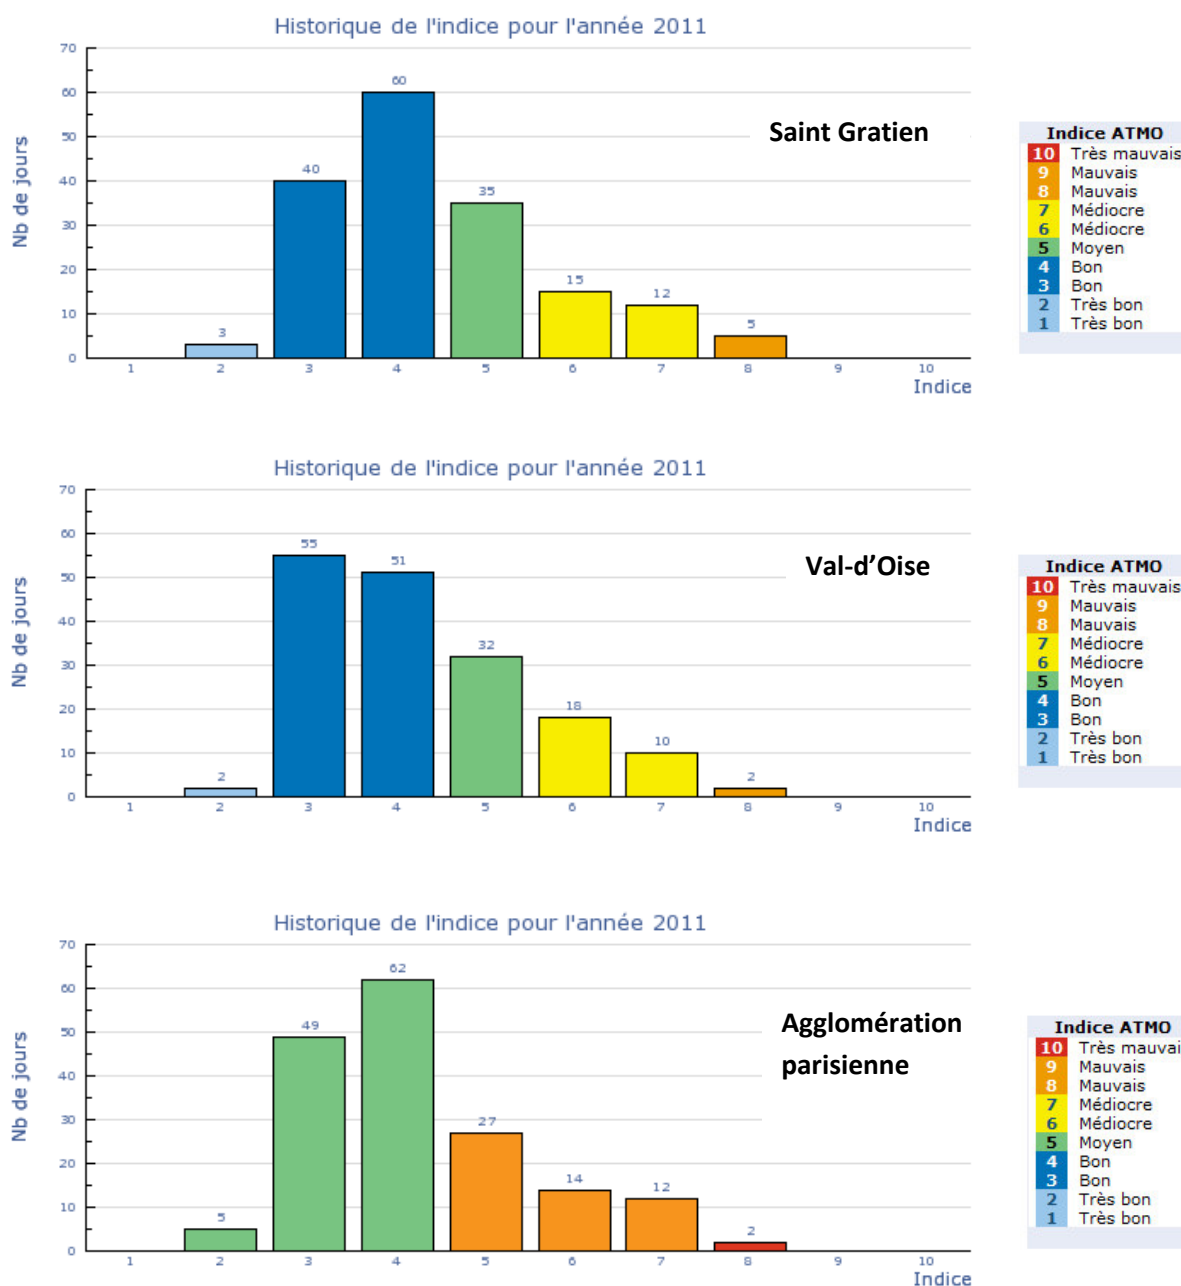 Historique de l'indice pour l'année 2011
70
60
50
40
30
20
10
0
Nb de jours
3
40
60
35
15
12
5
1 2 3 4 5 6 7 8 9 10
Indice
Saint Gratien
Indice ATMO
10 Très mauvais
9 Mauvais
8 Mauvais
7 Médiocre
6 Médiocre
5 Moyen
4 Bon
3 Bon
2 Très bon
1 Très bon
Historique de l'indice pour l'année 2011
70
60
50
40
30
20
10
0
Nb de jours
2
55
51
32
18
10
2
1 2 3 4 5 6 7 8 9 10
Indice
Val-d’Oise
Indice ATMO
10 Très mauvais
9 Mauvais
8 Mauvais
7 Médiocre
6 Médiocre
5 Moyen
4 Bon
3 Bon
2 Très bon
1 Très bon
Historique de l'indice pour l'année 2011
70
60
50
40
30
20
10
0
Nb de jours
5
49
62
27
14
12
2
1 2 3 4 5 6 7 8 9 10
Indice
Agglomération
parisienne
Indice ATMO
10 Très mauvai
9 Mauvais
8 Mauvais
7 Médiocre
6 Médiocre
5 Moyen
4 Bon
3 Bon
2 Très bon
1 Très bon